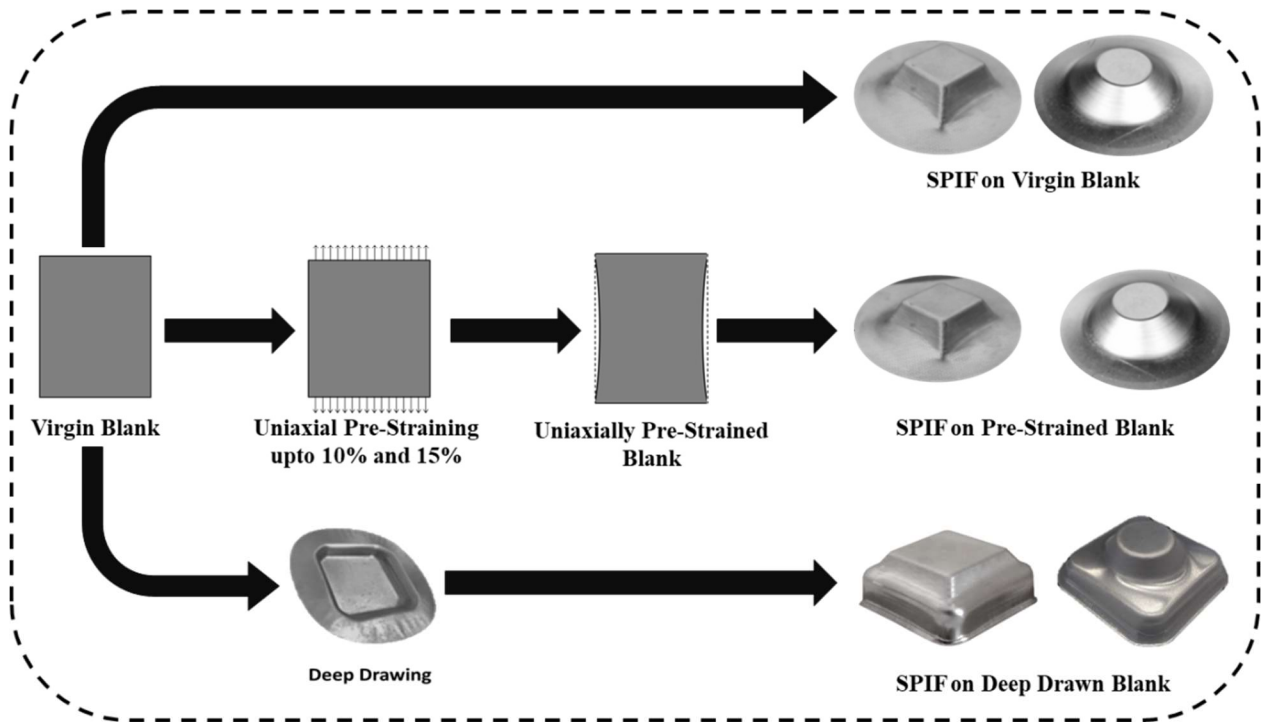 SPIF on Virgin Blank
Virgin Blank
Uniaxial Pre-Straining
upto 10% and 15%
Uniaxially Pre-Strained
Blank
SPIF on Pre-Strained Blank
Deep Drawing
SPIF on Deep Drawn Blank